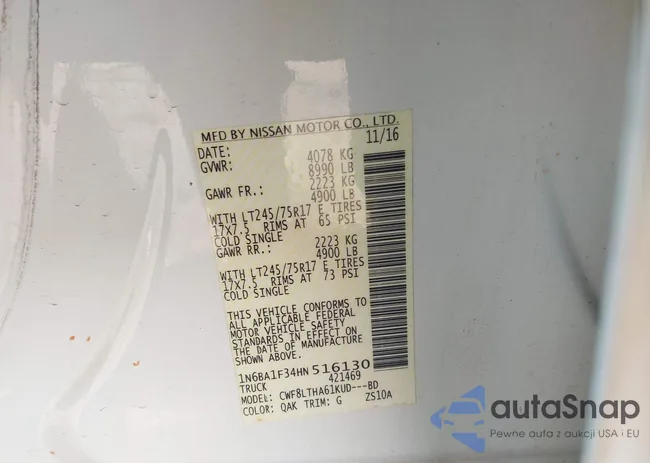 MFD BY NISSAN MOTOR CO., LTD.
DATE: 11/16
GVWR: 4078 KG
8990 LB
GAWR FR.: 2223 KG
4900 LB
WITH LT245/75R17 E TIRES
17X7.5 RIMS AT 65 PSI
COLD SINGLE
GAWR RR.: 2223 KG
4900 LB
WITH LT245/75R17 E TIRES
17X7.5 RIMS AT 73 PSI
COLD SINGLE
THIS VEHICLE CONFORMS TO
ALL APPLICABLE FEDERAL
MOTOR VEHICLE SAFETY
STANDARDS IN EFFECT ON
THE DATE OF MANUFACTURE
SHOWN ABOVE.
1N6BA1F34HN516130
TRUCK 421469
MODEL: CWF8LTHA61KUD---BD
COLOR: QAK TRIM: G ZS10A
autaSnap
Pewne auta z aukcji USA i EU